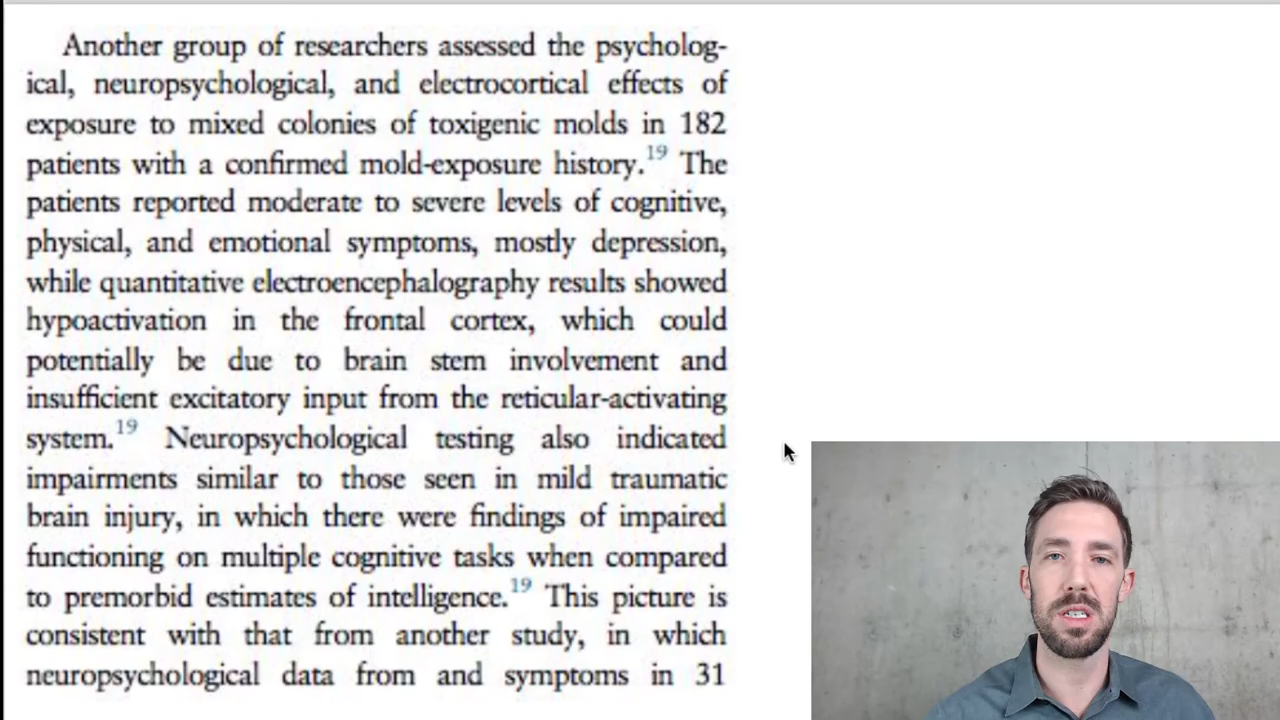 Another group of researchers assessed the psycholog-
ical, neuropsychological, and electrocortical effects of
exposure to mixed colonies of toxigenic molds in 182
patients with a confirmed mold-exposure history.19 The
patients reported moderate to severe levels of cognitive,
physical, and emotional symptoms, mostly depression,
while quantitative electroencephalography results showed
hypoactivation in the frontal cortex, which could
potentially be due to brain stem involvement and
insufficient excitatory input from the reticular-activating
system.19 Neuropsychological testing also indicated
impairments similar to those seen in mild traumatic
brain injury, in which there were findings of impaired
functioning on multiple cognitive tasks when compared
to premorbid estimates of intelligence.19 This picture is
consistent with that from another study, in which
neuropsychological data from and symptoms in 31